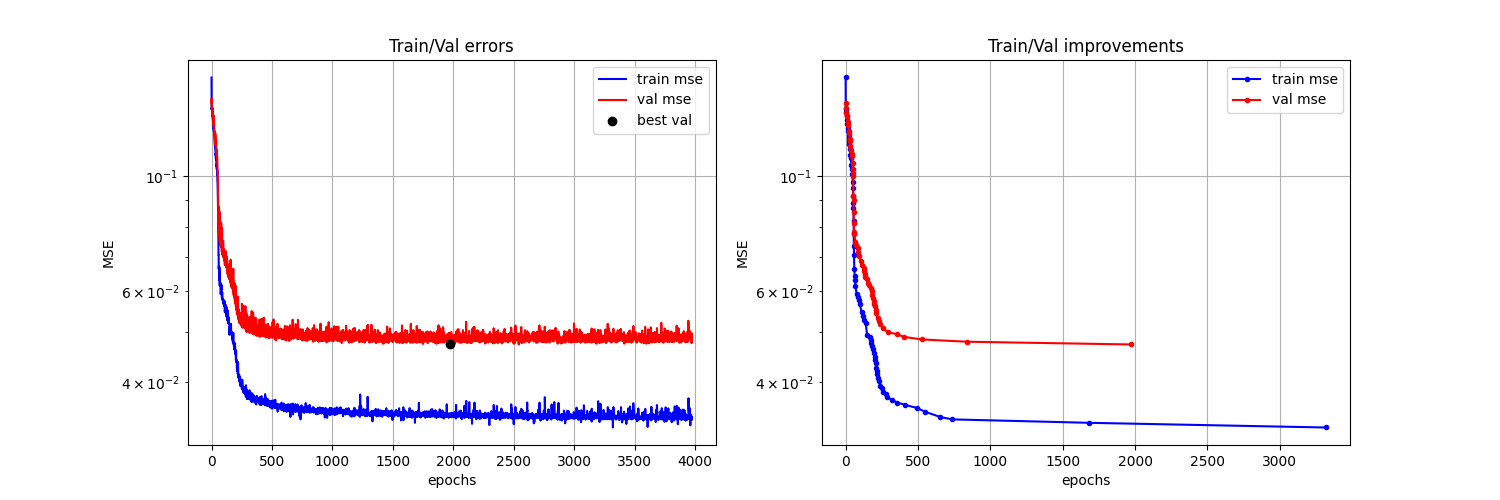 Train/Val errors
train mse
val mse
best val
10⁻¹
6 × 10⁻²
4 × 10⁻²
MSE
0 500 1000 1500 2000 2500 3000 3500 4000
epochs
Train/Val improvements
train mse
val mse
10⁻¹
6 × 10⁻²
4 × 10⁻²
MSE
0 500 1000 1500 2000 2500 3000
epochs